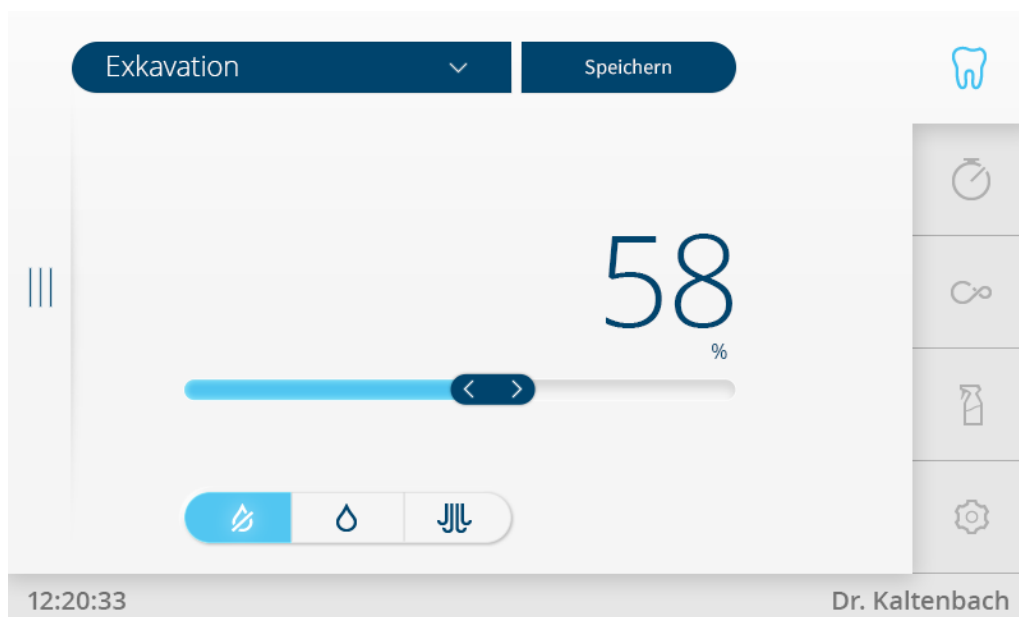 Exkavation
Speichern
58
%
12:20:33
Dr. Kaltenbach